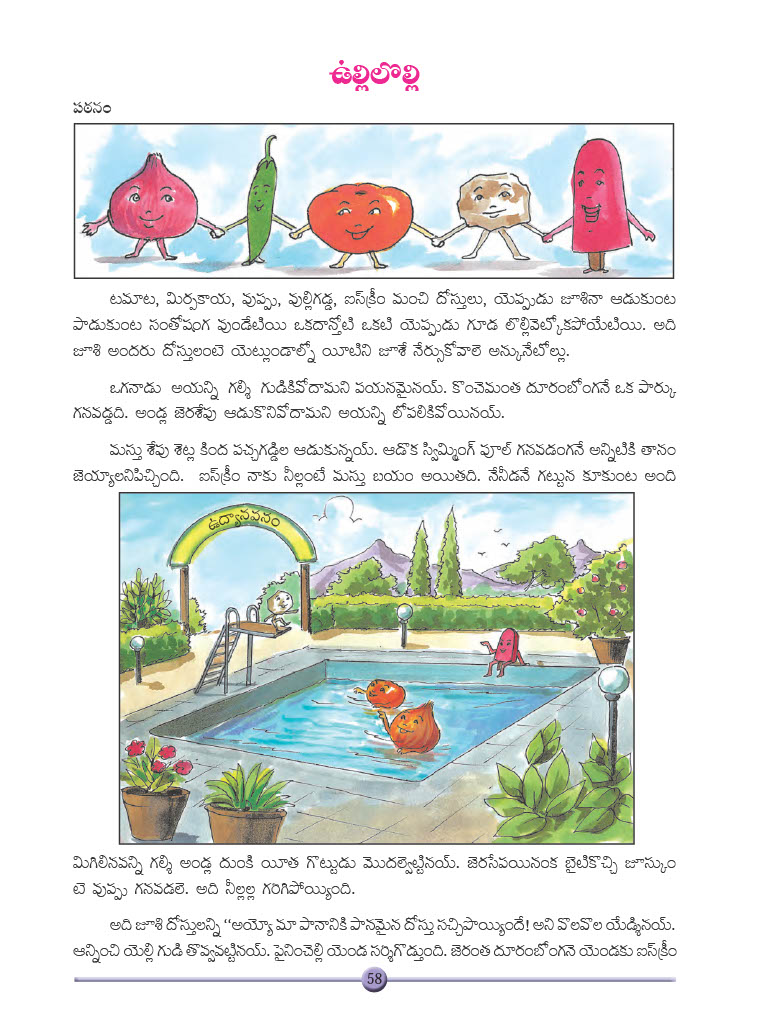 ఉల్లిలొల్లి
పఠనం
టమాట, మిర్పకాయ, వుప్పు, వుల్లిగడ్డ, ఐస్‌క్రీం మంచి దోస్తులు, యెప్పుడు జూశినా ఆడుకుంట
పాడుకుంట సంతోషంగ వుండేటియి ఒకదాన్తోటి ఒకటి యెప్పుడు గూడ లొల్లివెట్కోకపోయేటియి. అది
జూశి అందరు దోస్తులంటె యెట్లుండాల్నో యీటిని జూశే నేర్సుకోవాలె అన్కునేటోల్లు.
ఒగనాడు అయన్ని గల్శి గుడికివోదామని పయనమైనయ్. కొంచెమంత దూరంబోంగనే ఒక పార్కు
గనవడ్డది. అండ్ల జెరశేపు ఆడుకొనివోదామని అయన్ని లోపలికివోయినయ్.
మస్తు శేపు శెట్ల కింద పచ్చగడ్డిల ఆడుకున్నయ్. ఆడొక స్విమ్మింగ్ పూల్ గనవడంగనే అన్నిటికి తానం
జెయ్యాలనిపిచ్చింది. ఐస్‌క్రీం నాకు నీల్లంటే మస్తు బయం అయితది. నేనీడనే గట్టున కూకుంట అంది
ఉద్యానవనం
మిగిలినవన్ని గల్శి అండ్ల దుంకి యీత గొట్టుడు మొదల్వెట్టినయ్. జెరసేపయినంక బైటికొచ్చి జూస్కుం
టె వుప్పు గనవడలె. అది నీల్లల్ల గరిగిపోయ్యింది.
అది జూశి దోస్తులన్ని ‘‘అయ్యో మా పానానికి పానమైన దోస్తు సచ్చిపాయ్యిందే! అని వొలవొల యేడ్శినయ్.
ఆన్నించి యెల్లి గుడి తొవ్వవట్టినయ్. పైనించెల్లి యెండ సర్శిగొడ్తుంది. జెరంత దూరంబోంగనె యెండకు ఐస్‌క్రీం
58